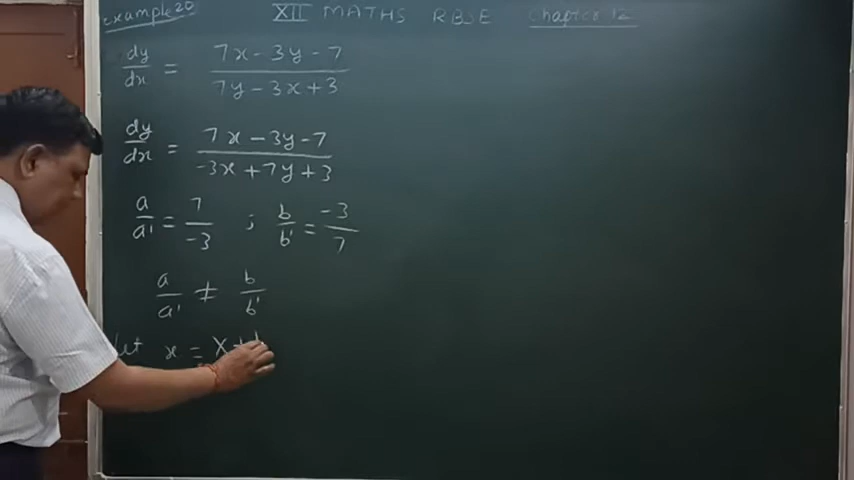 example 20 XII MATHS RBSE Chapter 12
dy/dx = (7x - 3y - 7)/(7y - 3x + 3)
dy/dx = (7x - 3y - 7)/(-3x + 7y + 3)
a/a' = 7/-3 ; b/b' = -3/7
a/a' ≠ b/b'
Let x = X +